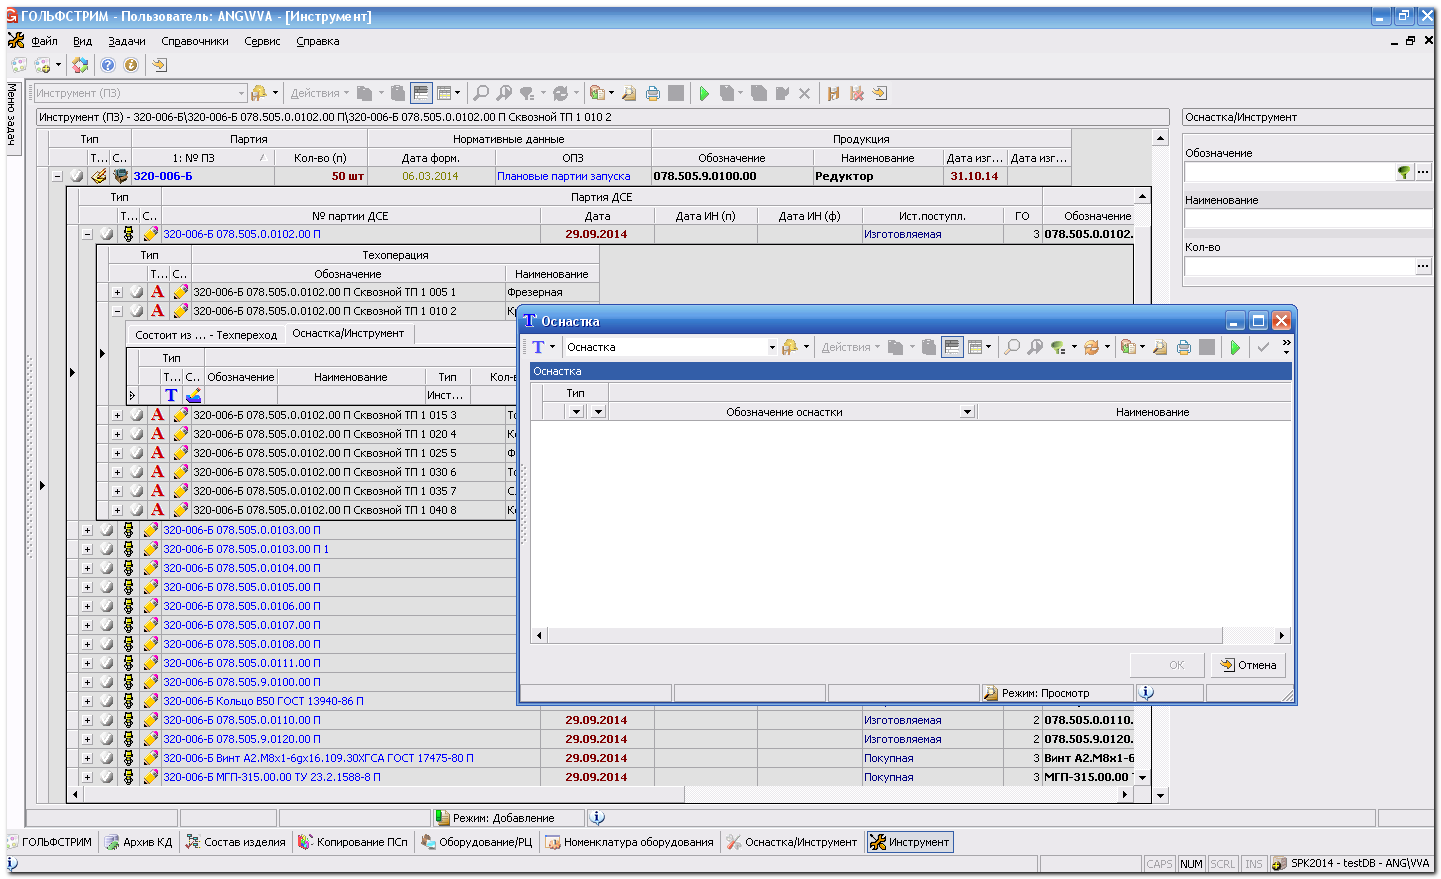 ГОЛЬФСТРИМ - Пользователь: ANG\VVA - [Инструмент]
Файл Вид Задачи Справочники Сервис Справка
Меню задач
Инструмент (ПЗ) Действия
Инструмент (ПЗ) - 320-006-Б\320-006-Б 078.505.0.0102.00 П\320-006-Б 078.505.0.0102.00 П Сквозной ТП 1 010 2
Тип Партия Нормативные данные Продукция
Т... С.. 1: № ПЗ Кол-во (п) Дата форм. ОПЗ Обозначение Наименование Дата изг... Дата изг...
320-006-Б 50 шт 06.03.2014 Плановые партии запуска 078.505.9.0100.00 Редуктор 31.10.14
Тип Партия ДСЕ
Т... С.. № партии ДСЕ Дата Дата ИН (п) Дата ИН (ф) Ист.поступл. ГО Обозначение
320-006-Б 078.505.0.0102.00 П 29.09.2014 Изготовляемая 3 078.505.0.0102.
Тип Техоперация
Т... С.. Обозначение Наименование
А 320-006-Б 078.505.0.0102.00 П Сквозной ТП 1 005 1 Фрезерная
А 320-006-Б 078.505.0.0102.00 П Сквозной ТП 1 010 2
Состоит из ... - Техпереход Оснастка/Инструмент
Тип
Т... С.. Обозначение Наименование Тип Кол-в
Т Инст...
А 320-006-Б 078.505.0.0102.00 П Сквозной ТП 1 015 3
А 320-006-Б 078.505.0.0102.00 П Сквозной ТП 1 020 4
А 320-006-Б 078.505.0.0102.00 П Сквозной ТП 1 025 5
А 320-006-Б 078.505.0.0102.00 П Сквозной ТП 1 030 6
А 320-006-Б 078.505.0.0102.00 П Сквозной ТП 1 035 7
А 320-006-Б 078.505.0.0102.00 П Сквозной ТП 1 040 8
320-006-Б 078.505.0.0103.00 П
320-006-Б 078.505.0.0103.00 П 1
320-006-Б 078.505.0.0104.00 П
320-006-Б 078.505.0.0105.00 П
320-006-Б 078.505.0.0106.00 П
320-006-Б 078.505.0.0107.00 П
320-006-Б 078.505.0.0108.00 П
320-006-Б 078.505.0.0111.00 П
320-006-Б 078.505.9.0100.00 П
320-006-Б Кольцо В50 ГОСТ 13940-86 П
320-006-Б 078.505.0.0110.00 П 29.09.2014 Изготовляемая 2 078.505.0.0110.
320-006-Б 078.505.9.0120.00 П 29.09.2014 Изготовляемая 2 078.505.9.0120.
320-006-Б Винт А2.М8х1-6gх16.109.30ХГСА ГОСТ 17475-80 П 29.09.2014 Покупная 3 Винт А2.М8х1-6
320-006-Б МГП-315.00.00 ТУ 23.2.1588-8 П 29.09.2014 Покупная 3 МГП-315.00.00
Оснастка/Инструмент
Обозначение
Наименование
Кол-во
Т Оснастка
Т Оснастка Действия
Оснастка
Тип
Обозначение оснастки Наименование
OK Отмена
Режим: Просмотр
Режим: Добавление
ГОЛЬФСТРИМ Архив КД Состав изделия Копирование ПСп Оборудование/РЦ Номенклатура оборудования Оснастка/Инструмент Инструмент
CAPS NUM SCRL INS SPK2014 - testDB - ANG\VVA